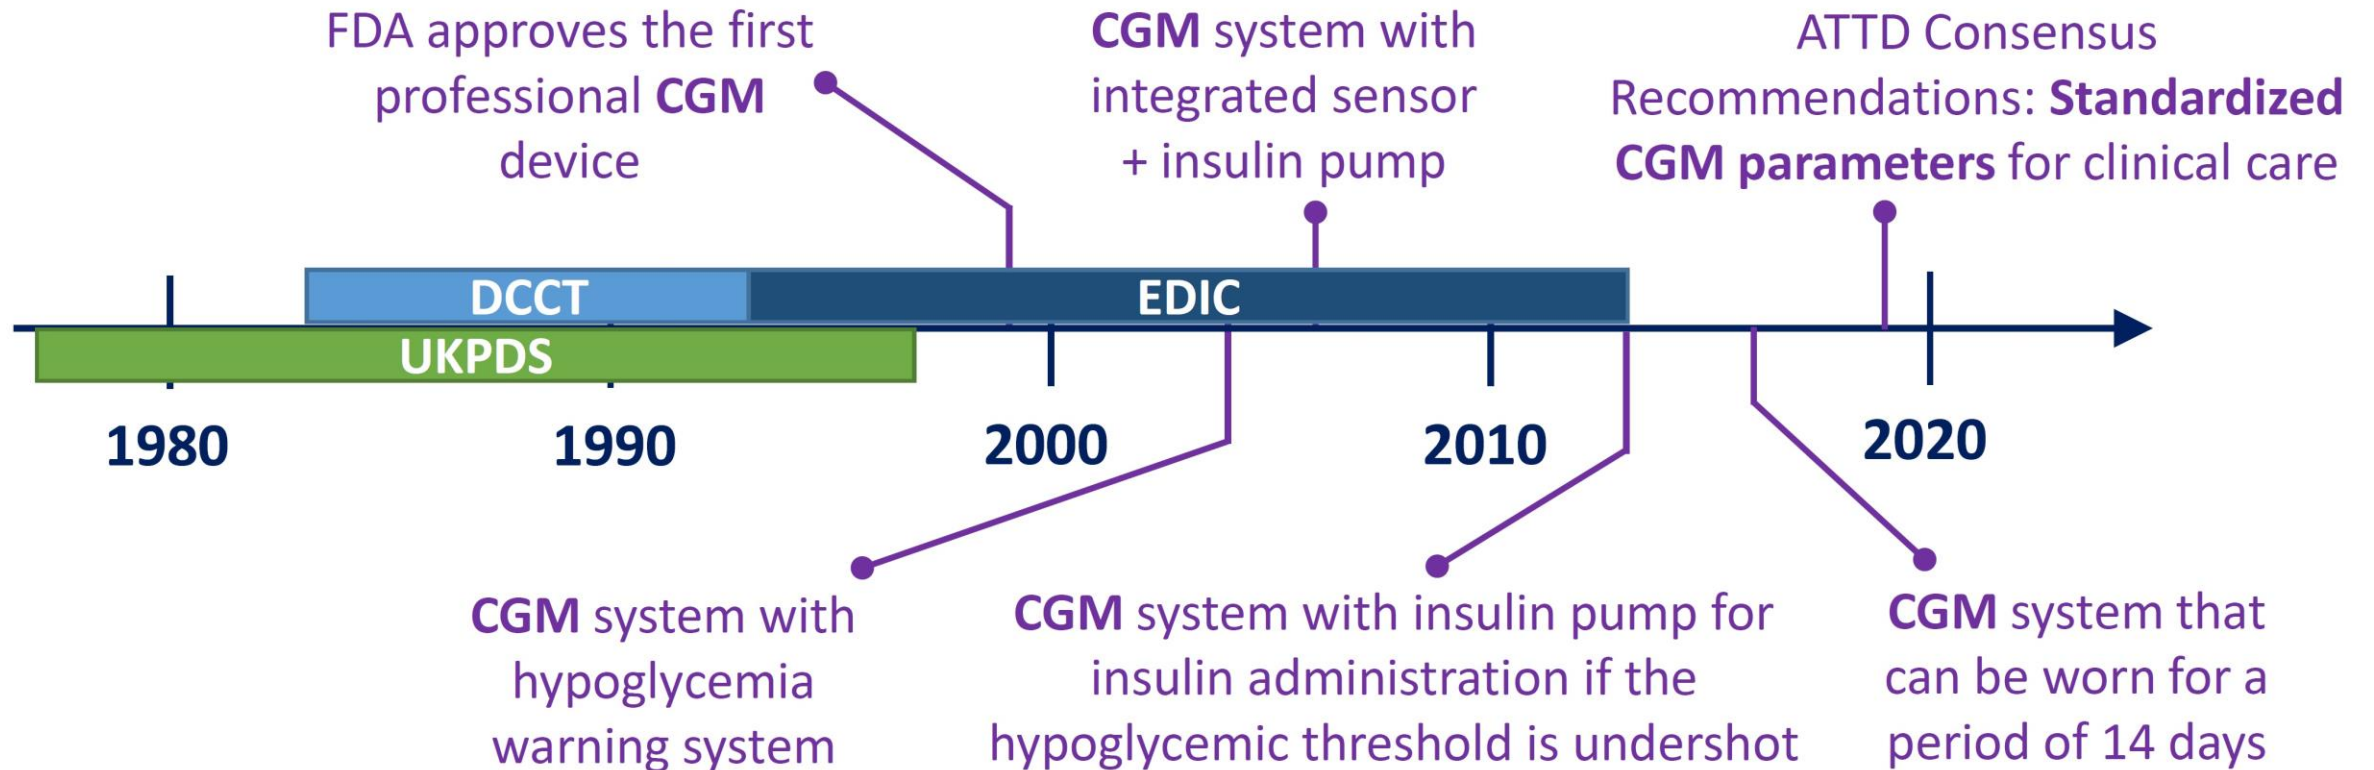 FDA approves the first
professional CGM
device
CGM system with
integrated sensor
+ insulin pump
ATTD Consensus
Recommendations: Standardized
CGM parameters for clinical care
DCCT
EDIC
UKPDS
1980
1990
2000
2010
2020
CGM system with
hypoglycemia
warning system
CGM system with insulin pump for
insulin administration if the
hypoglycemic threshold is undershot
CGM system that
can be worn for a
period of 14 days